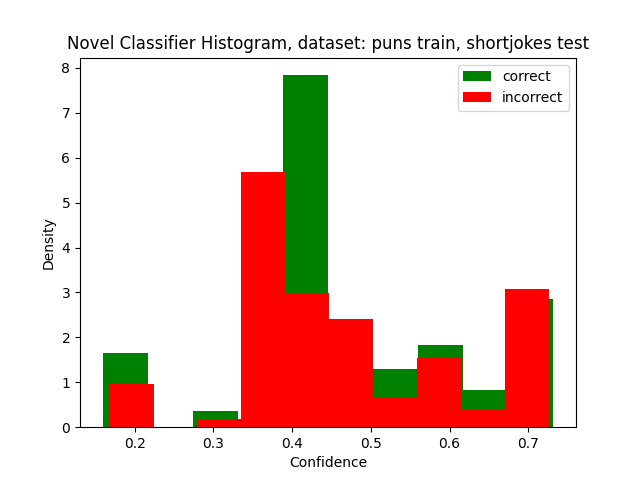 Novel Classifier Histogram, dataset: puns train, shortjokes test
correct
incorrect
Density
8
7
6
5
4
3
2
1
0
0.2 0.3 0.4 0.5 0.6 0.7
Confidence